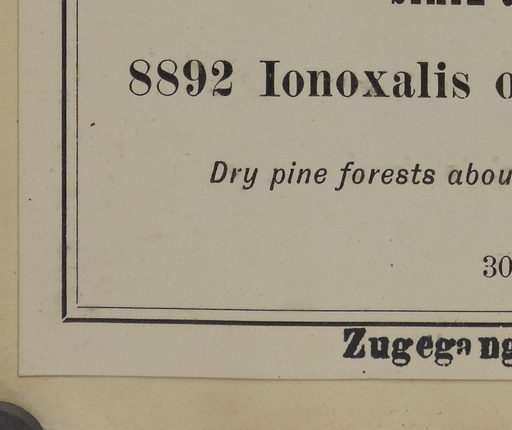 8892 Ionoxalis
Dry pine forests abou
30
Zugegang